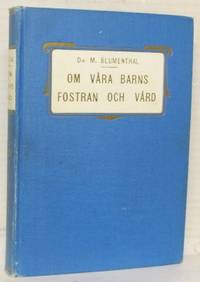 Dr M. BLUMENTHAL
OM VÅRA BARNS
FOSTRAN OCH VÅRD